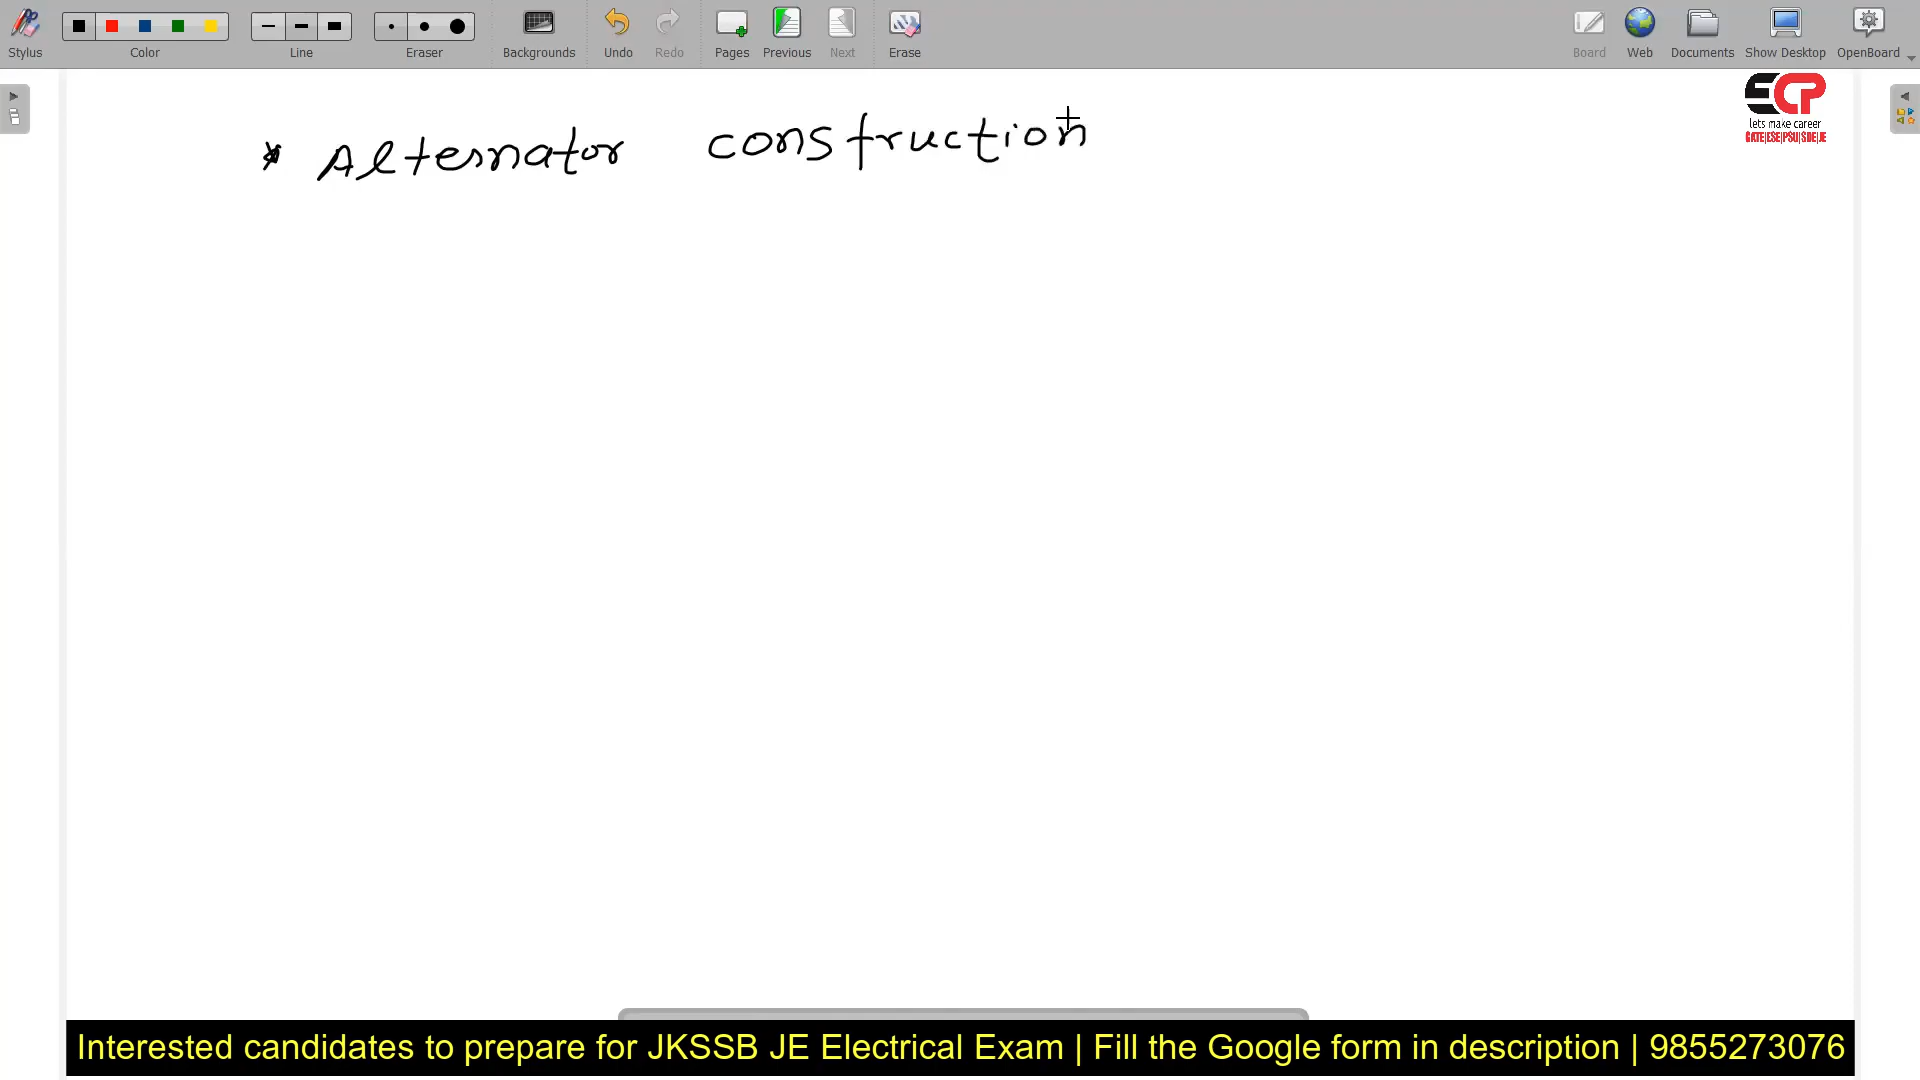 Stylus
Color
Line
Eraser
Backgrounds
Undo
Redo
Pages
Previous
Next
Erase
Board
Web
Documents
Show Desktop
OpenBoard
ECP
lets make career
GATE|ESE|PSU|SDE|JE
* Alternator construction
Interested candidates to prepare for JKSSB JE Electrical Exam | Fill the Google form in description | 9855273076